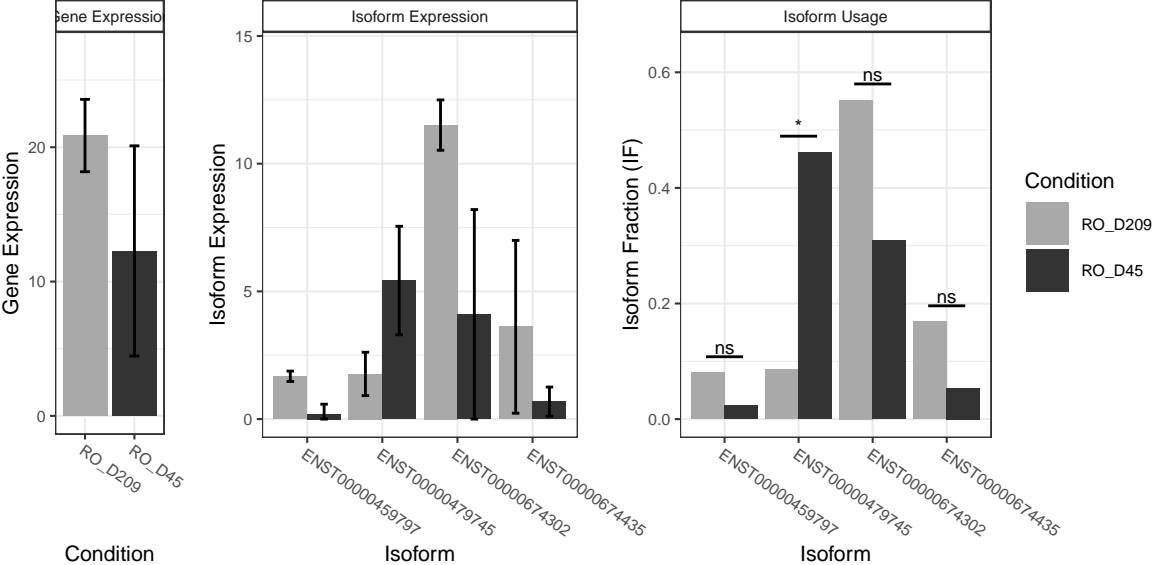 Gene Expression
Isoform Expression
Isoform Usage
Gene Expression
20
10
0
RO_D209
RO_D45
Condition
Isoform Expression
15
10
5
0
ENST00000459797
ENST00000479745
ENST00000674302
ENST00000674435
Isoform
Isoform Fraction (IF)
0.6
0.4
0.2
0.0
ns
*
ns
ns
ENST00000459797
ENST00000479745
ENST00000674302
ENST00000674435
Isoform
Condition
RO_D209
RO_D45